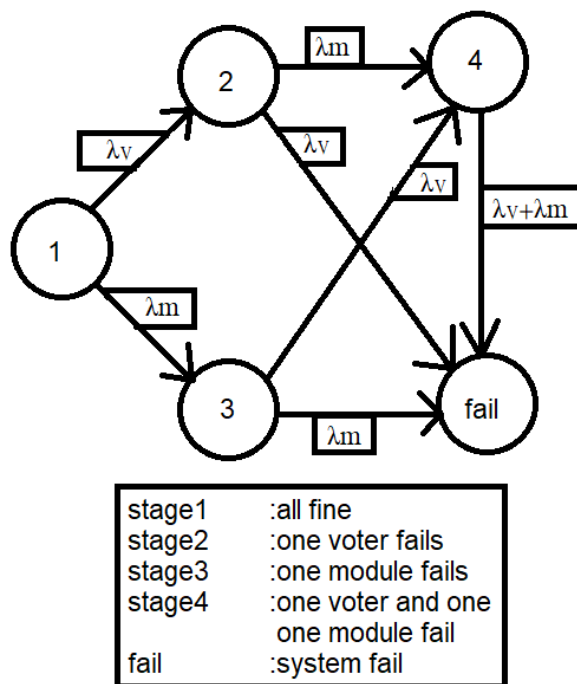 2
λm
4
λv
λv
λv
λv+λm
1
λm
3
λm
fail
stage1 :all fine
stage2 :one voter fails
stage3 :one module fails
stage4 :one voter and one
one module fail
fail :system fail